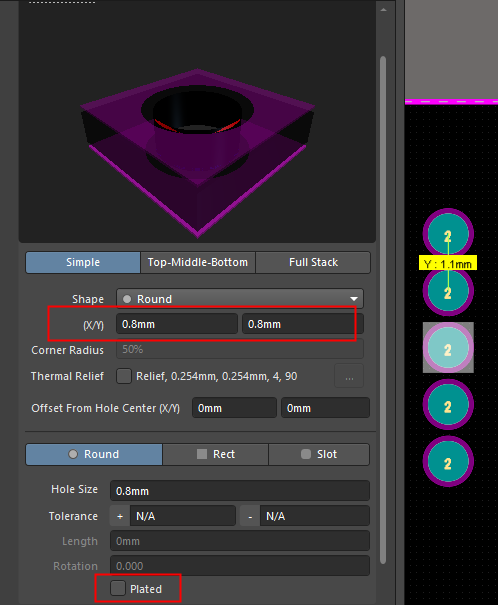 Simple Top-Middle-Bottom Full Stack
Shape Round
(X/Y) 0.8mm 0.8mm
Corner Radius 50%
Thermal Relief Relief, 0.254mm, 0.254mm, 4, 90 ...
Offset From Hole Center (X/Y) 0mm 0mm
Round Rect Slot
Hole Size 0.8mm
Tolerance + N/A - N/A
Length 0mm
Rotation 0.000
Plated
2
Y : 1.1mm
2
2
2
2